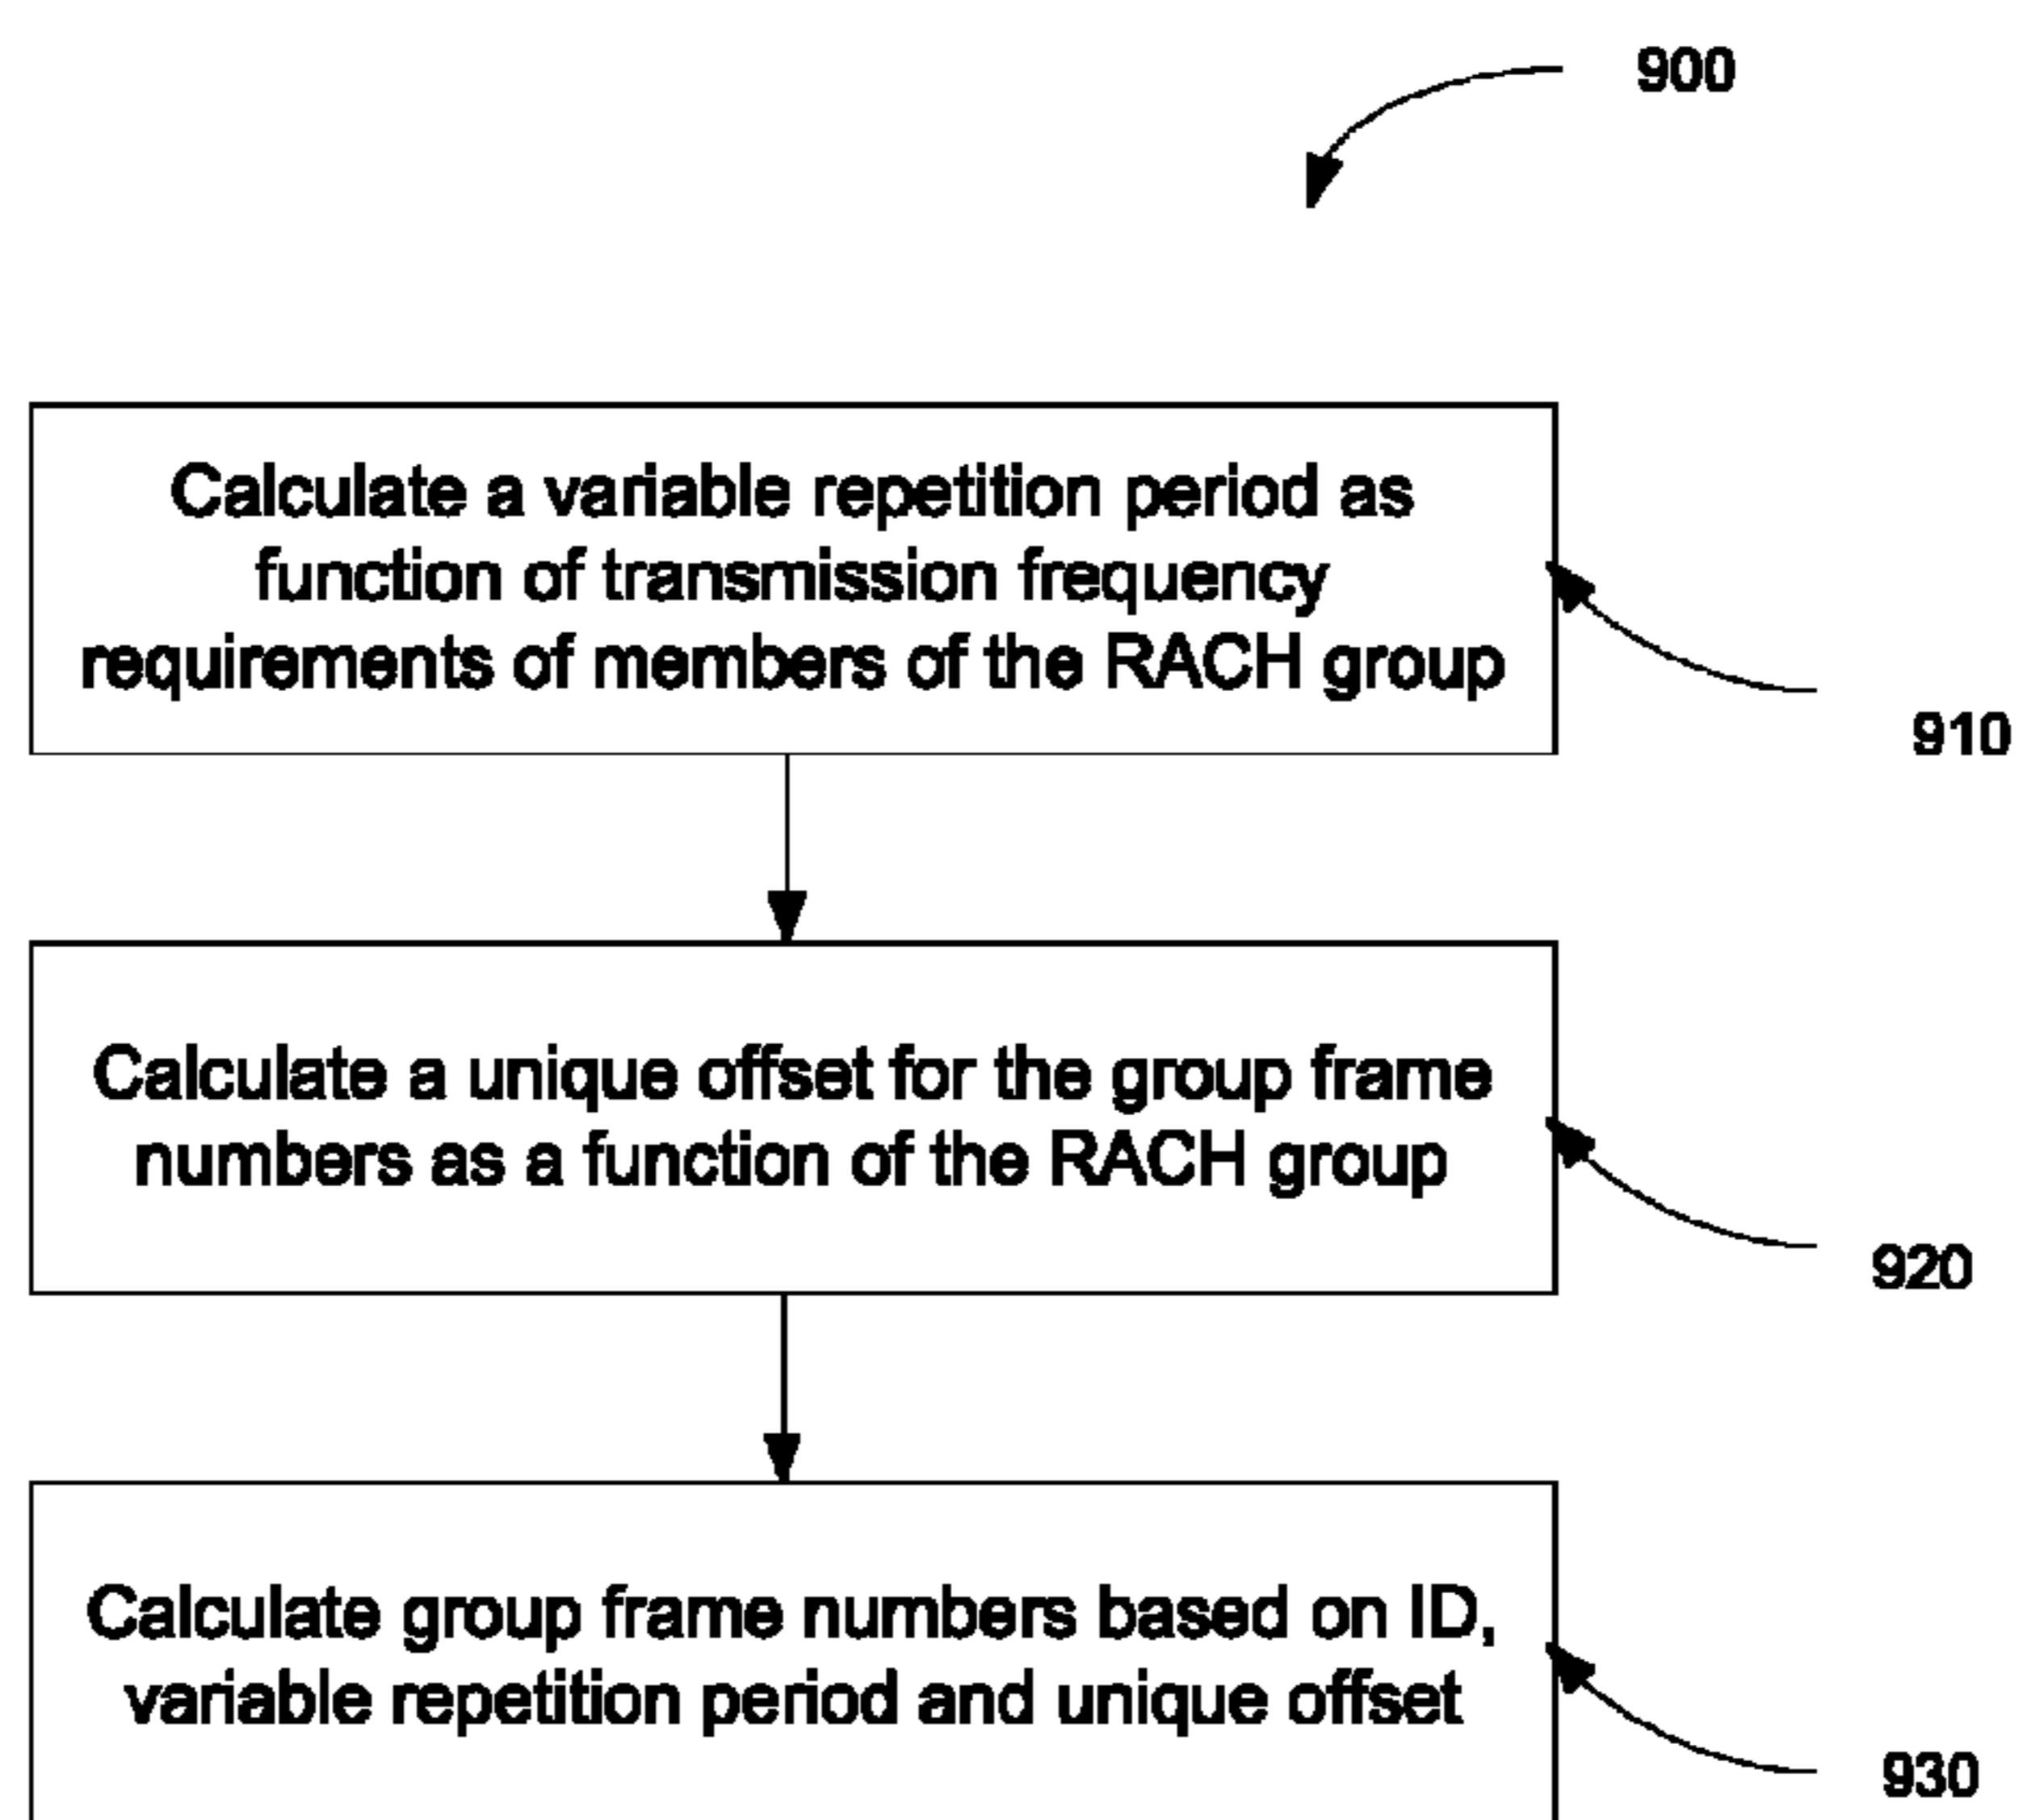 900
Calculate a variable repetition period as
function of transmission frequency
requirements of members of the RACH group
910
Calculate a unique offset for the group frame
numbers as a function of the RACH group
920
Calculate group frame numbers based on ID,
variable repetition period and unique offset
930